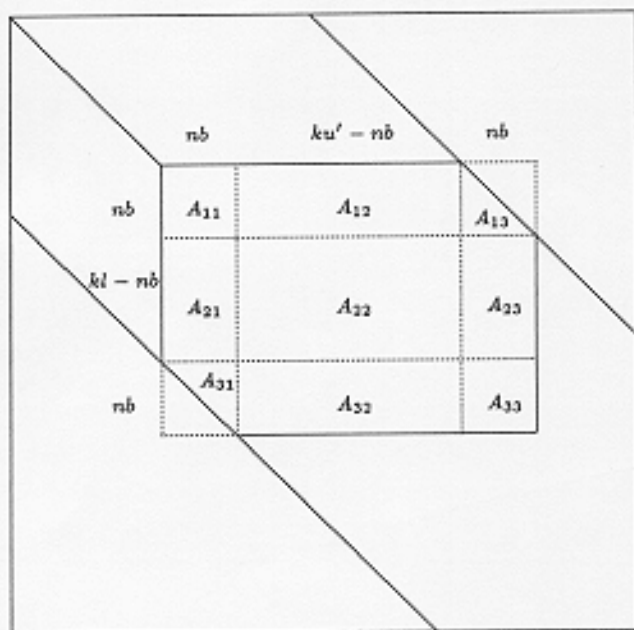 nb ku′ − nb nb
nb A₁₁ A₁₂ A₁₃
kl − nb A₂₁ A₂₂ A₂₃
nb A₃₁ A₃₂ A₃₃